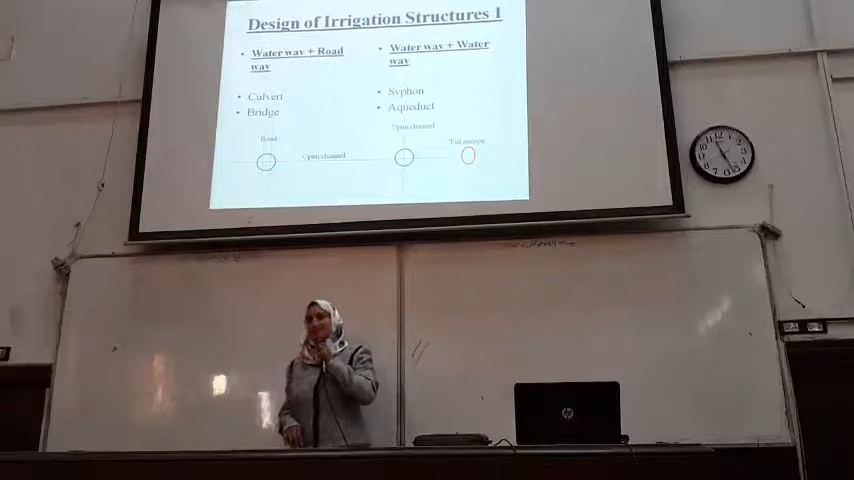 Design of Irrigation Structures 1
• Water way + Road way
• Water way + Water way
• Culvert
• Bridge
• Syphon
• Aqueduct
Road
Open channel
Open channel
Tail escape
hp